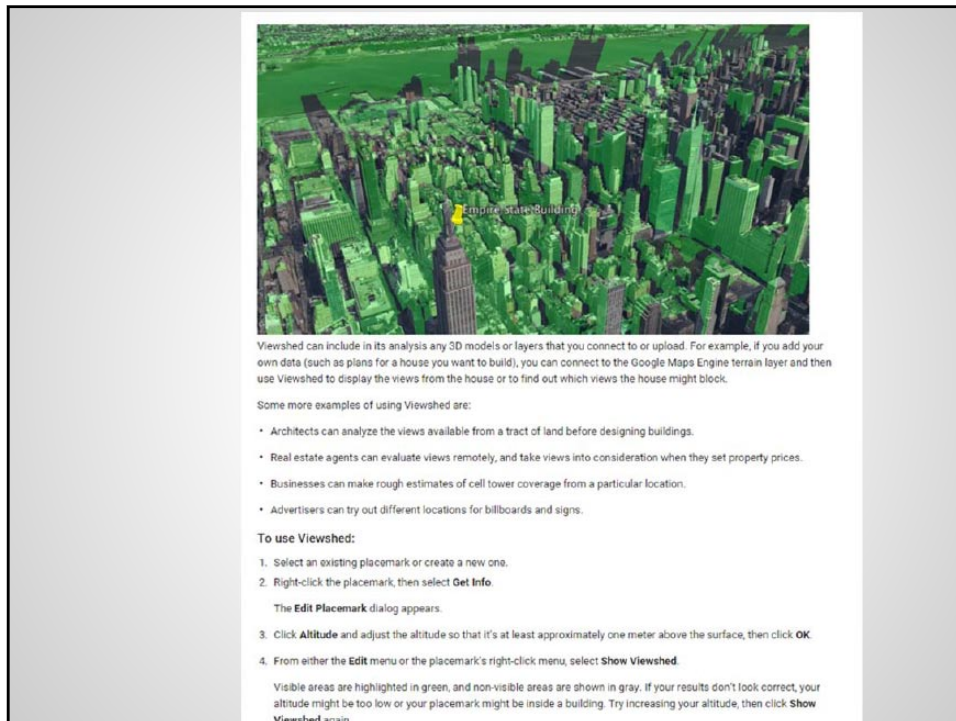 Empire State Building
Viewshed can include in its analysis any 3D models or layers that you connect to or upload. For example, if you add your
own data (such as plans for a house you want to build), you can connect to the Google Maps Engine terrain layer and then
use Viewshed to display the views from the house or to find out which views the house might block.
Some more examples of using Viewshed are:
• Architects can analyze the views available from a tract of land before designing buildings.
• Real estate agents can evaluate views remotely, and take views into consideration when they set property prices.
• Businesses can make rough estimates of cell tower coverage from a particular location.
• Advertisers can try out different locations for billboards and signs.
To use Viewshed:
1. Select an existing placemark or create a new one.
2. Right-click the placemark, then select Get Info.
The Edit Placemark dialog appears.
3. Click Altitude and adjust the altitude so that it's at least approximately one meter above the surface, then click OK.
4. From either the Edit menu or the placemark's right-click menu, select Show Viewshed.
Visible areas are highlighted in green, and non-visible areas are shown in gray. If your results don't look correct, your
altitude might be too low or your placemark might be inside a building. Try increasing your altitude, then click Show
Viewshed again